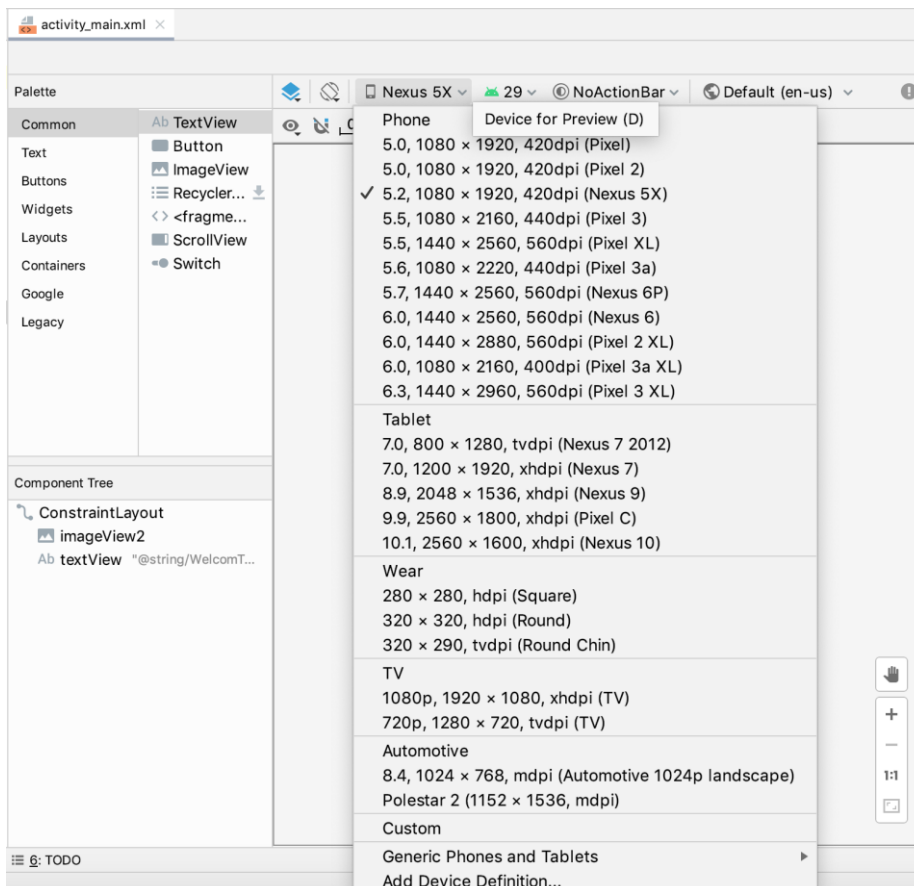 activity_main.xml
Palette
Nexus 5X
29
NoActionBar
Default (en-us)
Device for Preview (D)
Common
Text
Buttons
Widgets
Layouts
Containers
Google
Legacy
Ab TextView
Button
ImageView
Recycler...
<> <fragme...
ScrollView
Switch
Component Tree
ConstraintLayout
imageView2
Ab textView "@string/WelcomT...
Phone
5.0, 1080 × 1920, 420dpi (Pixel)
5.0, 1080 × 1920, 420dpi (Pixel 2)
5.2, 1080 × 1920, 420dpi (Nexus 5X)
5.5, 1080 × 2160, 440dpi (Pixel 3)
5.5, 1440 × 2560, 560dpi (Pixel XL)
5.6, 1080 × 2220, 440dpi (Pixel 3a)
5.7, 1440 × 2560, 560dpi (Nexus 6P)
6.0, 1440 × 2560, 560dpi (Nexus 6)
6.0, 1440 × 2880, 560dpi (Pixel 2 XL)
6.0, 1080 × 2160, 400dpi (Pixel 3a XL)
6.3, 1440 × 2960, 560dpi (Pixel 3 XL)
Tablet
7.0, 800 × 1280, tvdpi (Nexus 7 2012)
7.0, 1200 × 1920, xhdpi (Nexus 7)
8.9, 2048 × 1536, xhdpi (Nexus 9)
9.9, 2560 × 1800, xhdpi (Pixel C)
10.1, 2560 × 1600, xhdpi (Nexus 10)
Wear
280 × 280, hdpi (Square)
320 × 320, hdpi (Round)
320 × 290, tvdpi (Round Chin)
TV
1080p, 1920 × 1080, xhdpi (TV)
720p, 1280 × 720, tvdpi (TV)
Automotive
8.4, 1024 × 768, mdpi (Automotive 1024p landscape)
Polestar 2 (1152 × 1536, mdpi)
Custom
Generic Phones and Tablets
Add Device Definition...
1:1
6: TODO